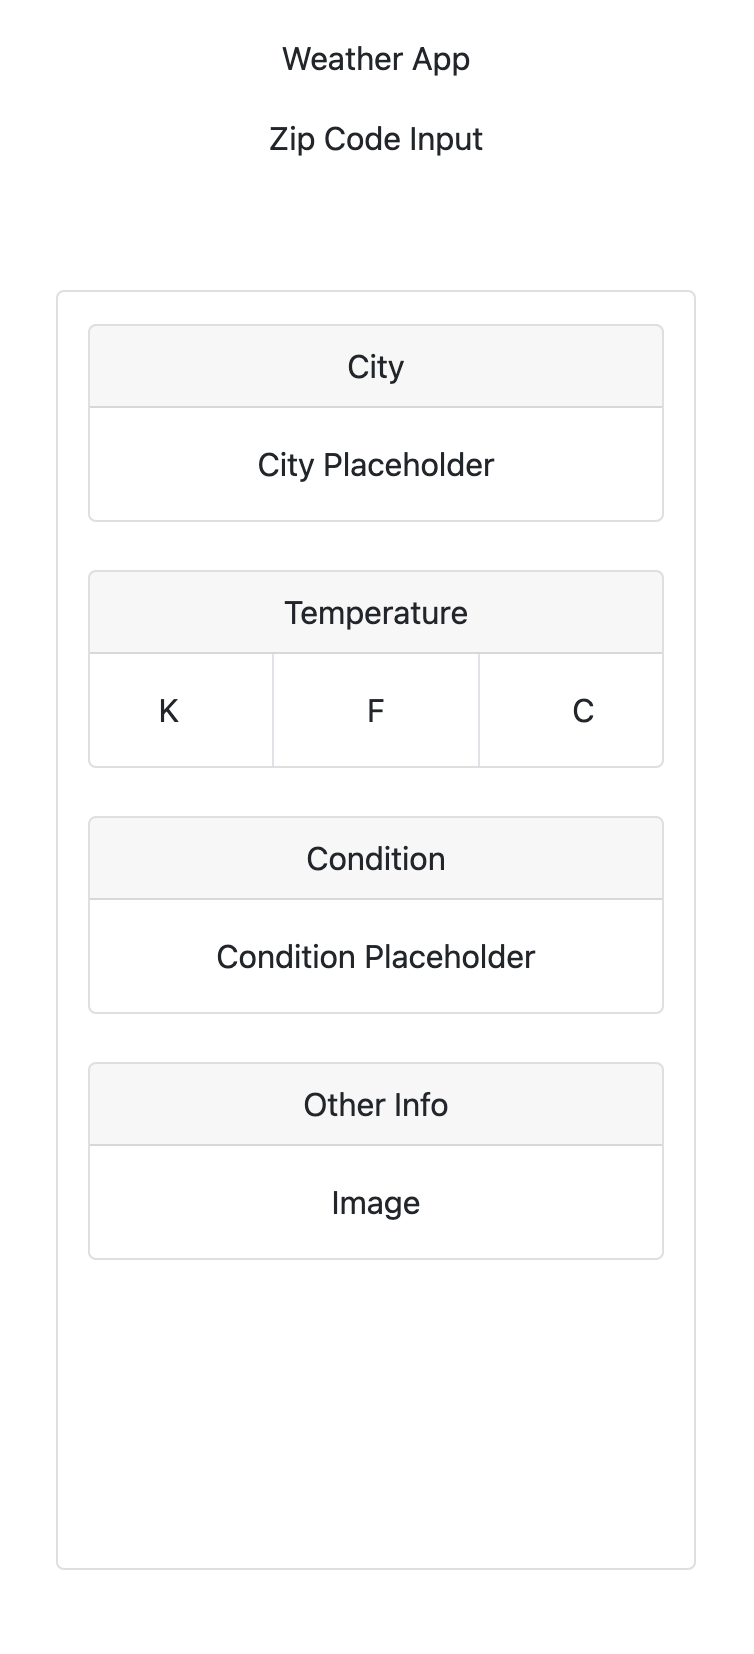 Weather App
Zip Code Input
City
City Placeholder
Temperature
K F C
Condition
Condition Placeholder
Other Info
Image